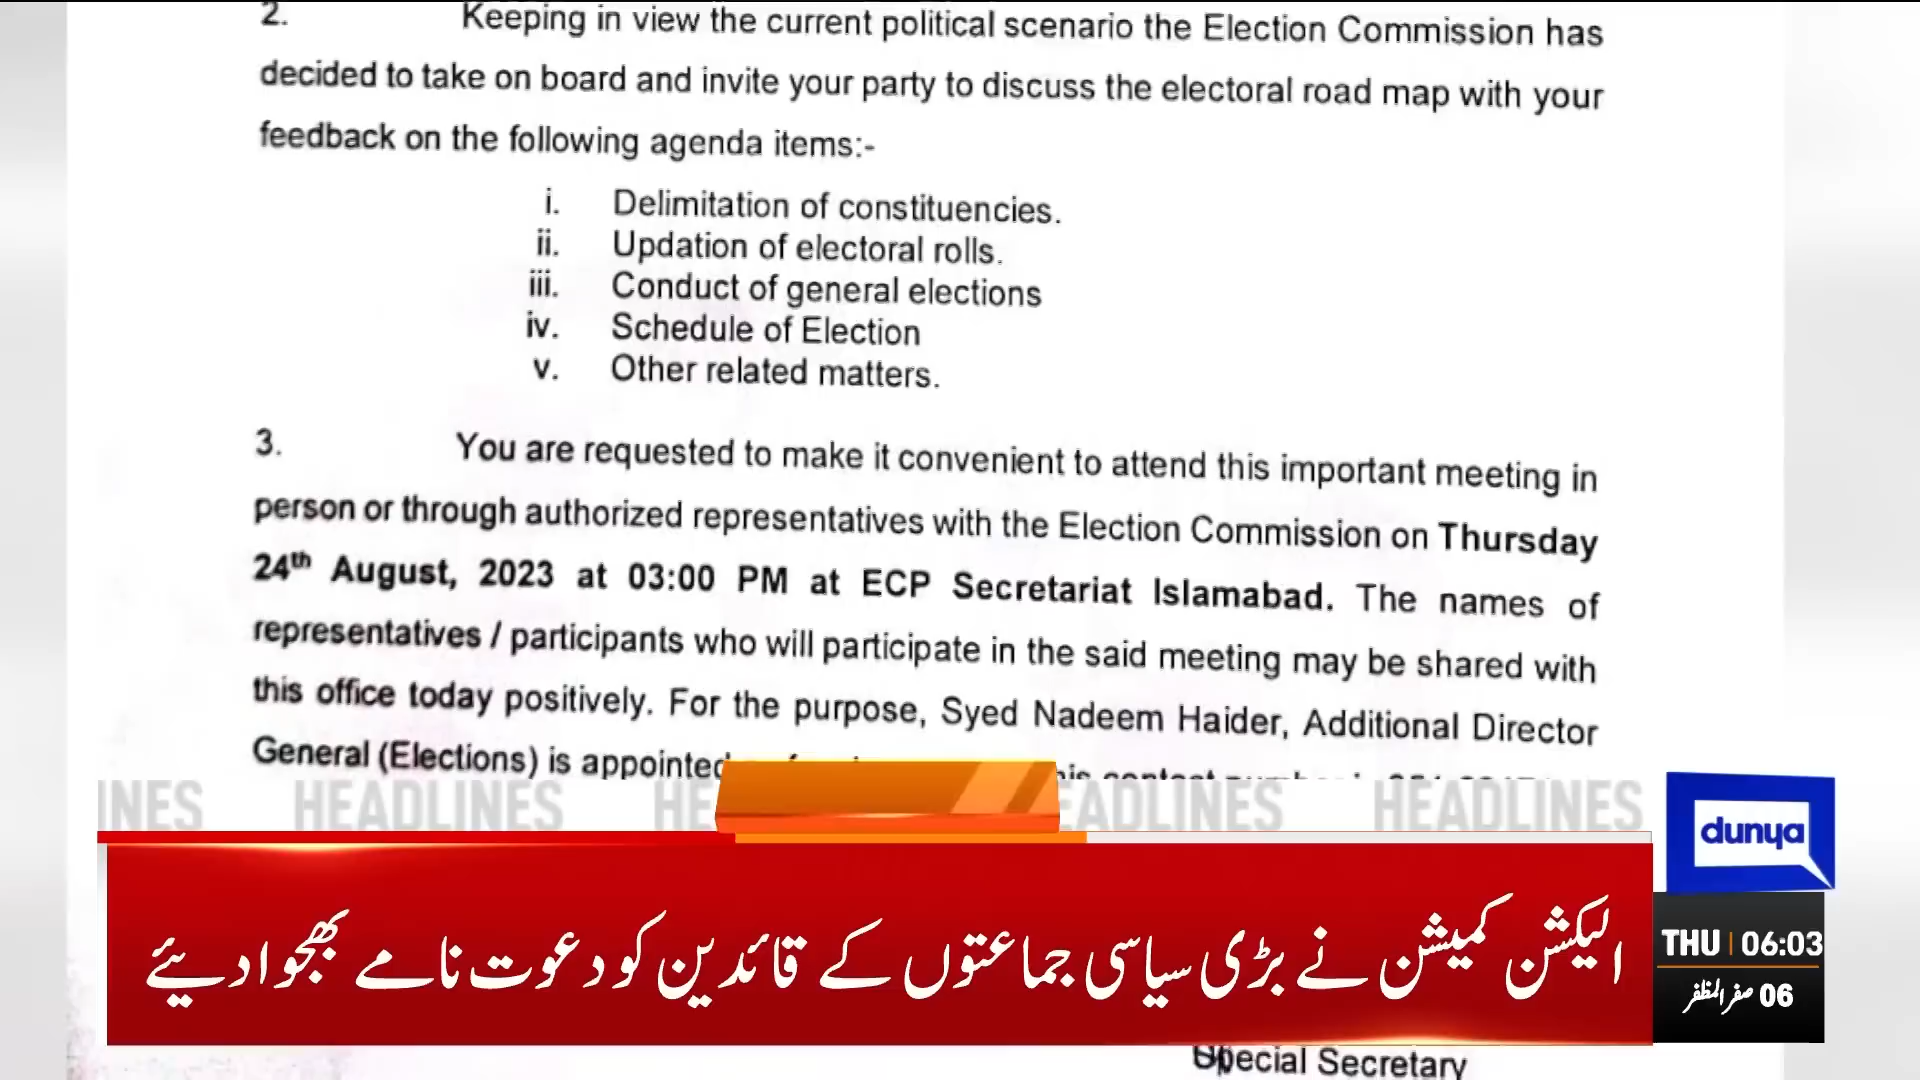 2. Keeping in view the current political scenario the Election Commission has
decided to take on board and invite your party to discuss the electoral road map with your
feedback on the following agenda items:-
i. Delimitation of constituencies.
ii. Updation of electoral rolls.
iii. Conduct of general elections
iv. Schedule of Election
v. Other related matters.
3. You are requested to make it convenient to attend this important meeting in
person or through authorized representatives with the Election Commission on Thursday
24th August, 2023 at 03:00 PM at ECP Secretariat Islamabad. The names of
representatives / participants who will participate in the said meeting may be shared with
this office today positively. For the purpose, Syed Nadeem Haider, Additional Director
General (Elections) is appointed
HEADLINES HEADLINES
dunya
الیکشن کمیشن نے بڑی سیاسی جماعتوں کے قائدین کو دعوت نامے بھجوا دیئے
THU 06:03
06 صفر المظفر
Special Secretary